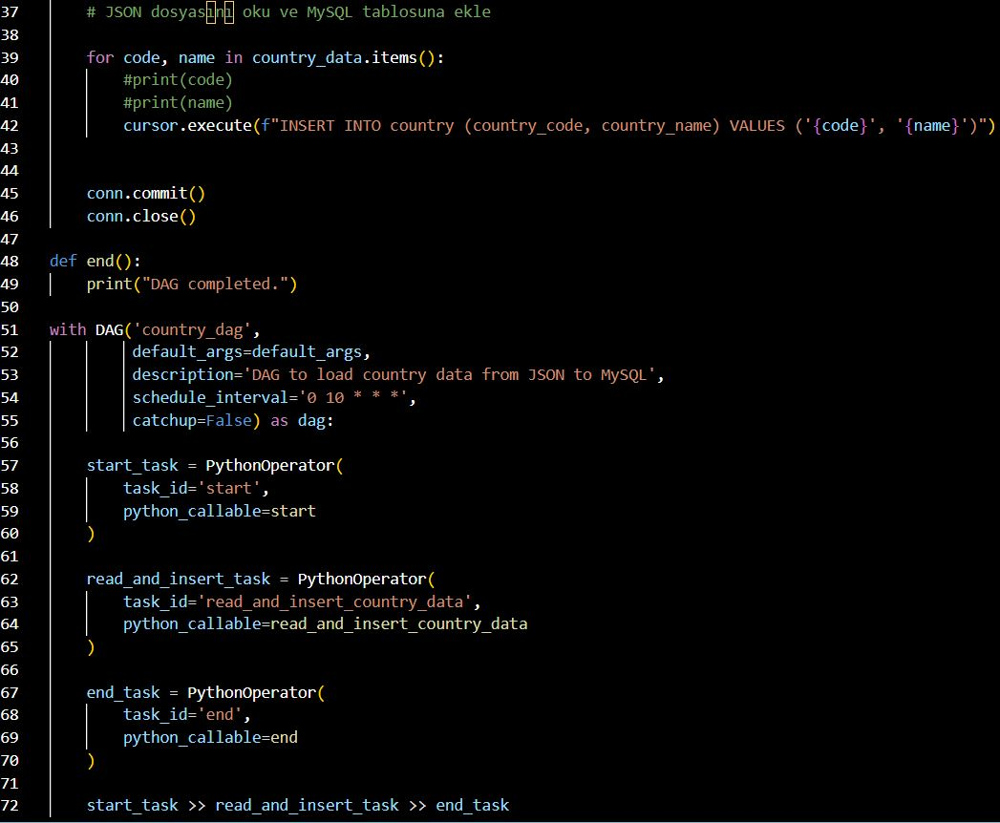 37 # JSON dosyasını oku ve MySQL tablosuna ekle
38
39 for code, name in country_data.items():
40 #print(code)
41 #print(name)
42 cursor.execute(f"INSERT INTO country (country_code, country_name) VALUES ('{code}', '{name}')")
43
44
45 conn.commit()
46 conn.close()
47
48 def end():
49 print("DAG completed.")
50
51 with DAG('country_dag',
52 default_args=default_args,
53 description='DAG to load country data from JSON to MySQL',
54 schedule_interval='0 10 * * *',
55 catchup=False) as dag:
56
57 start_task = PythonOperator(
58 task_id='start',
59 python_callable=start
60 )
61
62 read_and_insert_task = PythonOperator(
63 task_id='read_and_insert_country_data',
64 python_callable=read_and_insert_country_data
65 )
66
67 end_task = PythonOperator(
68 task_id='end',
69 python_callable=end
70 )
71
72 start_task >> read_and_insert_task >> end_task